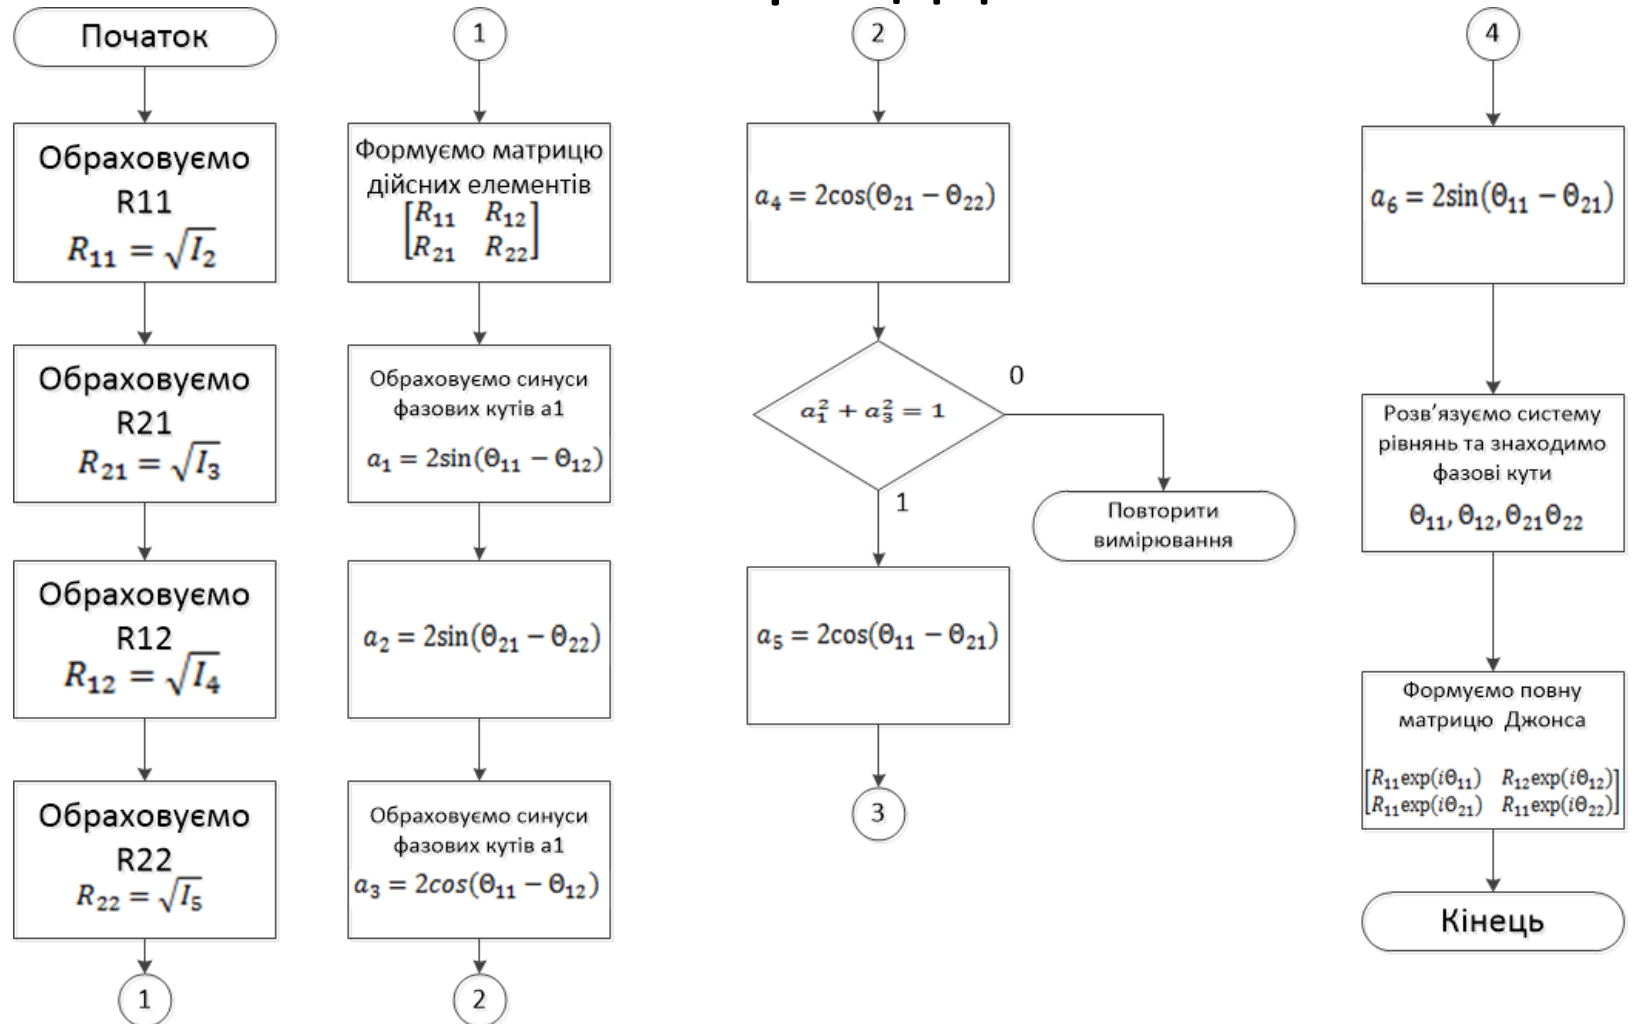 Початок
Обраховуємо
R11
R₁₁ = √I₂
Обраховуємо
R21
R₂₁ = √I₃
Обраховуємо
R12
R₁₂ = √I₄
Обраховуємо
R22
R₂₂ = √I₅
1
1
Формуємо матрицю
дійсних елементів
[R₁₁ R₁₂]
[R₂₁ R₂₂]
Обраховуємо синуси
фазових кутів a1
a₁ = 2sin(Θ₁₁ − Θ₁₂)
a₂ = 2sin(Θ₂₁ − Θ₂₂)
Обраховуємо синуси
фазових кутів a1
a₃ = 2cos(Θ₁₁ − Θ₁₂)
2
2
a₄ = 2cos(Θ₂₁ − Θ₂₂)
a₁² + a₃² = 1
0
1
Повторити
вимірювання
a₅ = 2cos(Θ₁₁ − Θ₂₁)
3
4
a₆ = 2sin(Θ₁₁ − Θ₂₁)
Розв’язуємо систему
рівнянь та знаходимо
фазові кути
Θ₁₁, Θ₁₂, Θ₂₁Θ₂₂
Формуємо повну
матрицю Джонса
[R₁₁exp(iΘ₁₁) R₁₂exp(iΘ₁₂)]
[R₁₁exp(iΘ₂₁) R₁₁exp(iΘ₂₂)]
Кінець